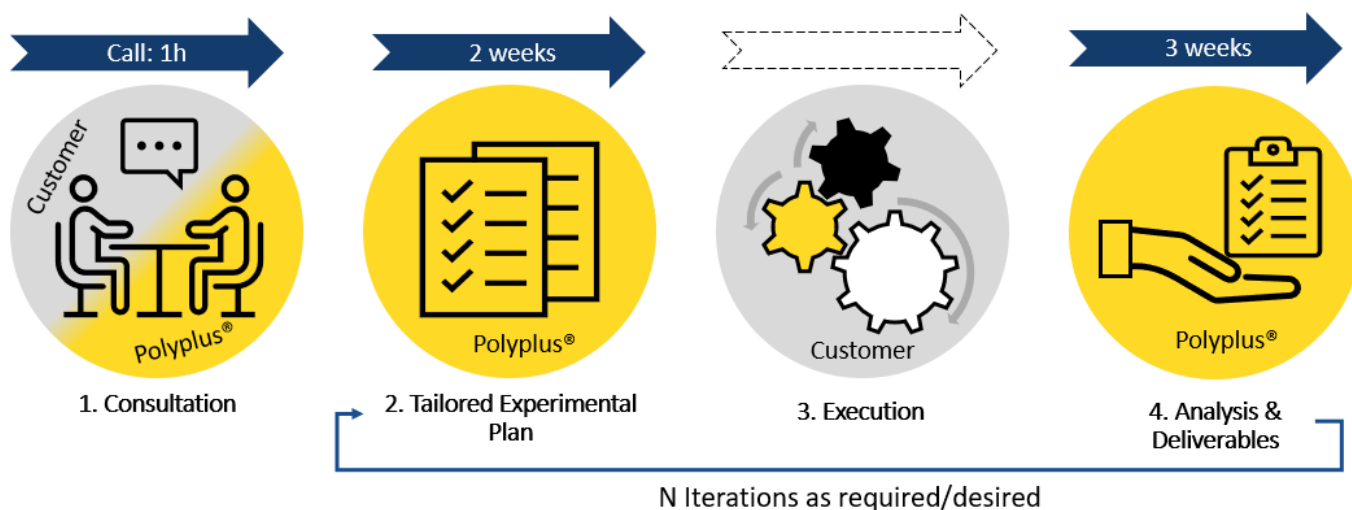 Call: 1h
2 weeks
3 weeks
Customer
Polyplus®
Polyplus®
Customer
Polyplus®
1. Consultation
2. Tailored Experimental
Plan
3. Execution
4. Analysis &
Deliverables
N Iterations as required/desired